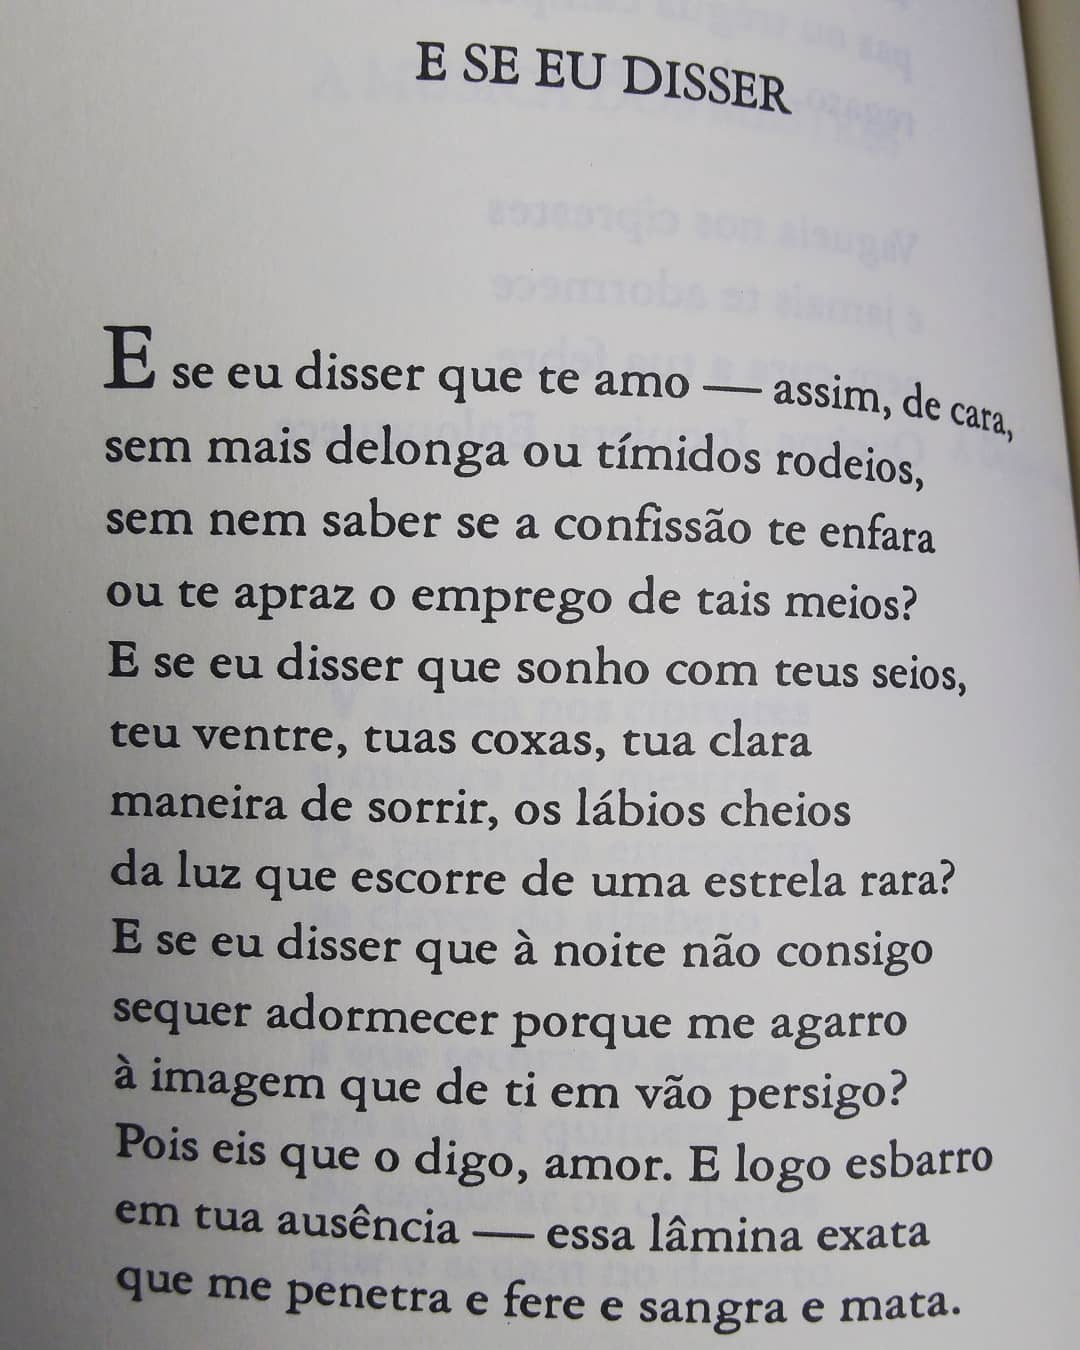 E SE EU DISSER
E se eu disser que te amo — assim, de cara,
sem mais delonga ou tímidos rodeios,
sem nem saber se a confissão te enfara
ou te apraz o emprego de tais meios?
E se eu disser que sonho com teus seios,
teu ventre, tuas coxas, tua clara
maneira de sorrir, os lábios cheios
da luz que escorre de uma estrela rara?
E se eu disser que à noite não consigo
sequer adormecer porque me agarro
à imagem que de ti em vão persigo?
Pois eis que o digo, amor. E logo esbarro
em tua ausência — essa lâmina exata
que me penetra e fere e sangra e mata.